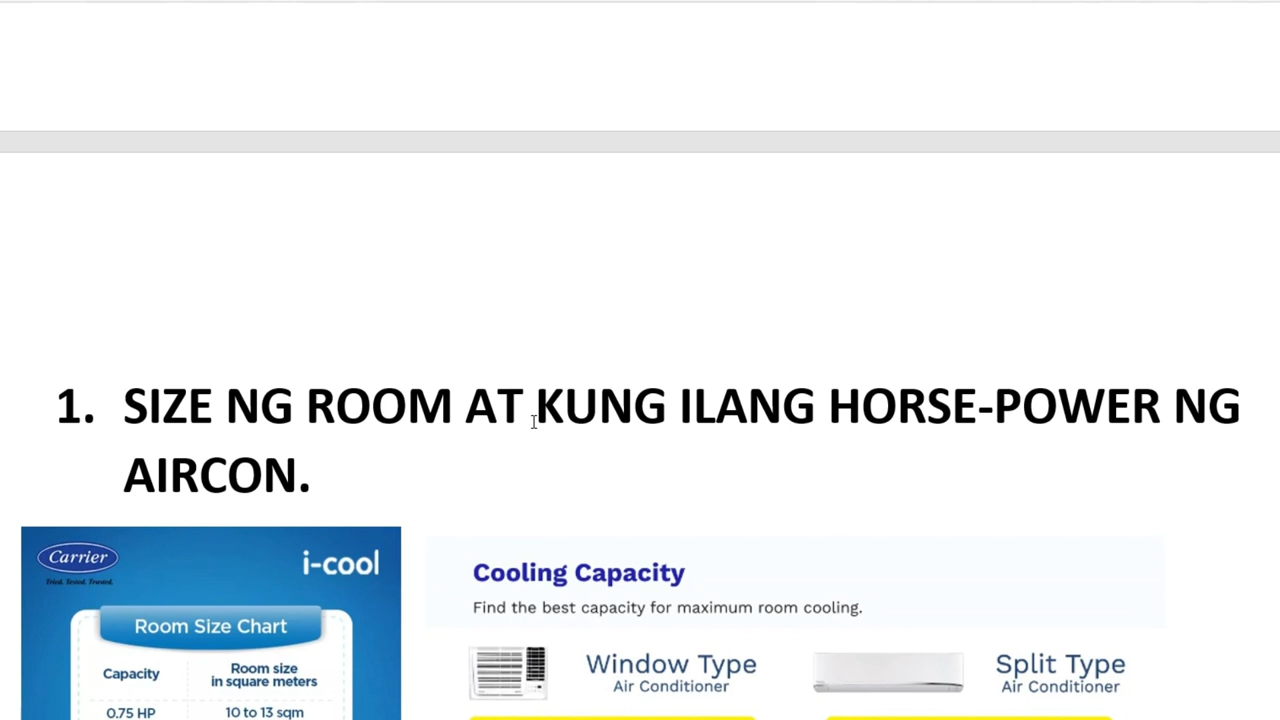 1. SIZE NG ROOM AT KUNG ILANG HORSE-POWER NG
AIRCON.
Carrier
Tried. Tested. Trusted.
i-cool
Room Size Chart
Capacity
Room size
in square meters
0.75 HP
10 to 13 sqm
Cooling Capacity
Find the best capacity for maximum room cooling.
Window Type
Air Conditioner
Split Type
Air Conditioner